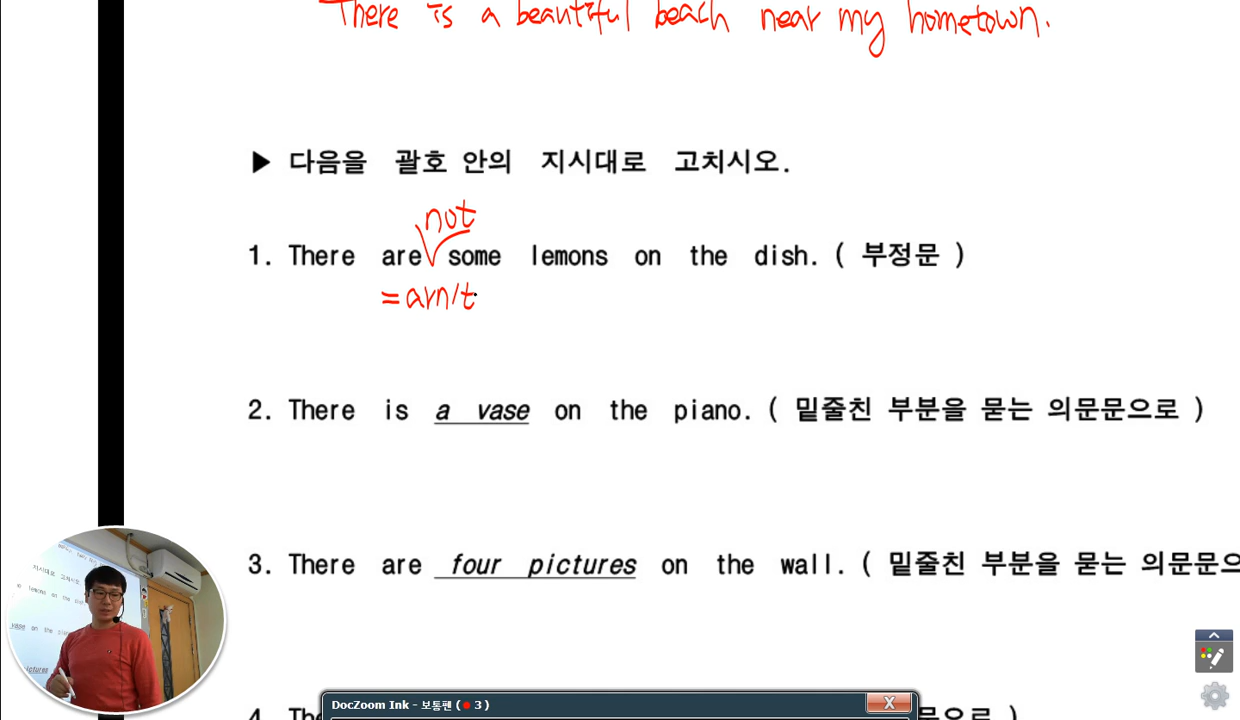 There is a beautiful beach near my hometown.
▶ 다음을 괄호 안의 지시대로 고치시오.
not
1. There are some lemons on the dish. ( 부정문 )
= arn't
2. There is a vase on the piano. ( 밑줄친 부분을 묻는 의문문으로 )
3. There are four pictures on the wall. ( 밑줄친 부분을 묻는 의문문으
DocZoom Ink - 보통펜 ( 3 )
X